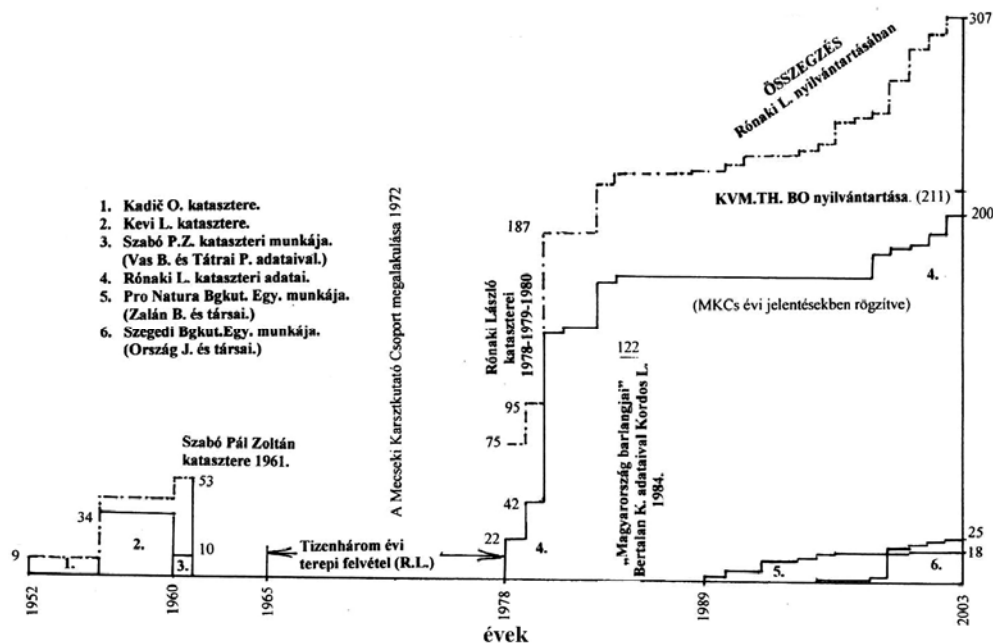 307
ÖSSZEGZÉS
Rónaki L. nyilvántartásában
KVM.TH. BO nyilvántartása. (211)
200
4.
(MKCs évi jelentésekben rögzítve)
1. Kadič O. katasztere.
2. Kevi L. katasztere.
3. Szabó P.Z. kataszteri munkája.
(Vas B. és Tátrai P. adataival.)
4. Rónaki L. kataszteri adatai.
5. Pro Natura Bgkut. Egy. munkája.
(Zalán B. és társai.)
6. Szegedi Bgkut.Egy. munkája.
(Ország J. és társai.)
A Mecseki Karsztkutató Csoport megalakulása 1972
187
Rónaki László
kataszterei
1978-1979-1980
95
75
42
22
4.
122
„Magyarország barlangjai”
Bertalan K. adataival Kordos L.
1984.
Szabó Pál Zoltán
katasztere 1961.
53
34
2.
10
9
1.
3.
Tizenhárom évi
terepi felvétel (R.L.)
25
18
5.
6.
1952
1960
1965
1978
1989
2003
évek